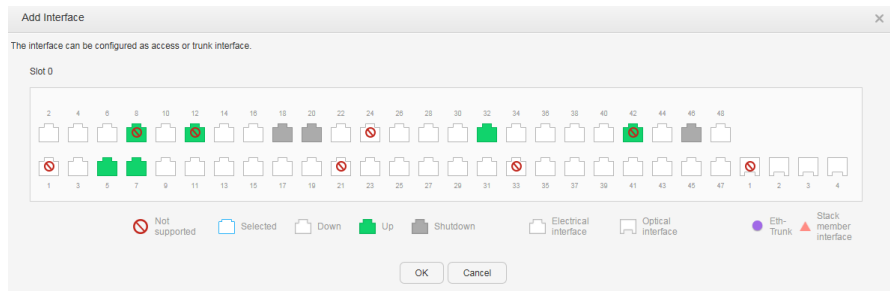 Add Interface
The interface can be configured as access or trunk interface.
Slot 0
2 4 6 8 10 12 14 16 18 20 22 24 26 28 30 32 34 36 38 40 42 44 46 48
1 3 5 7 9 11 13 15 17 19 21 23 25 27 29 31 33 35 37 39 41 43 45 47 1 2 3 4
Not supported
Selected
Down
Up
Shutdown
Electrical interface
Optical interface
Eth-Trunk
Stack member interface
OK
Cancel